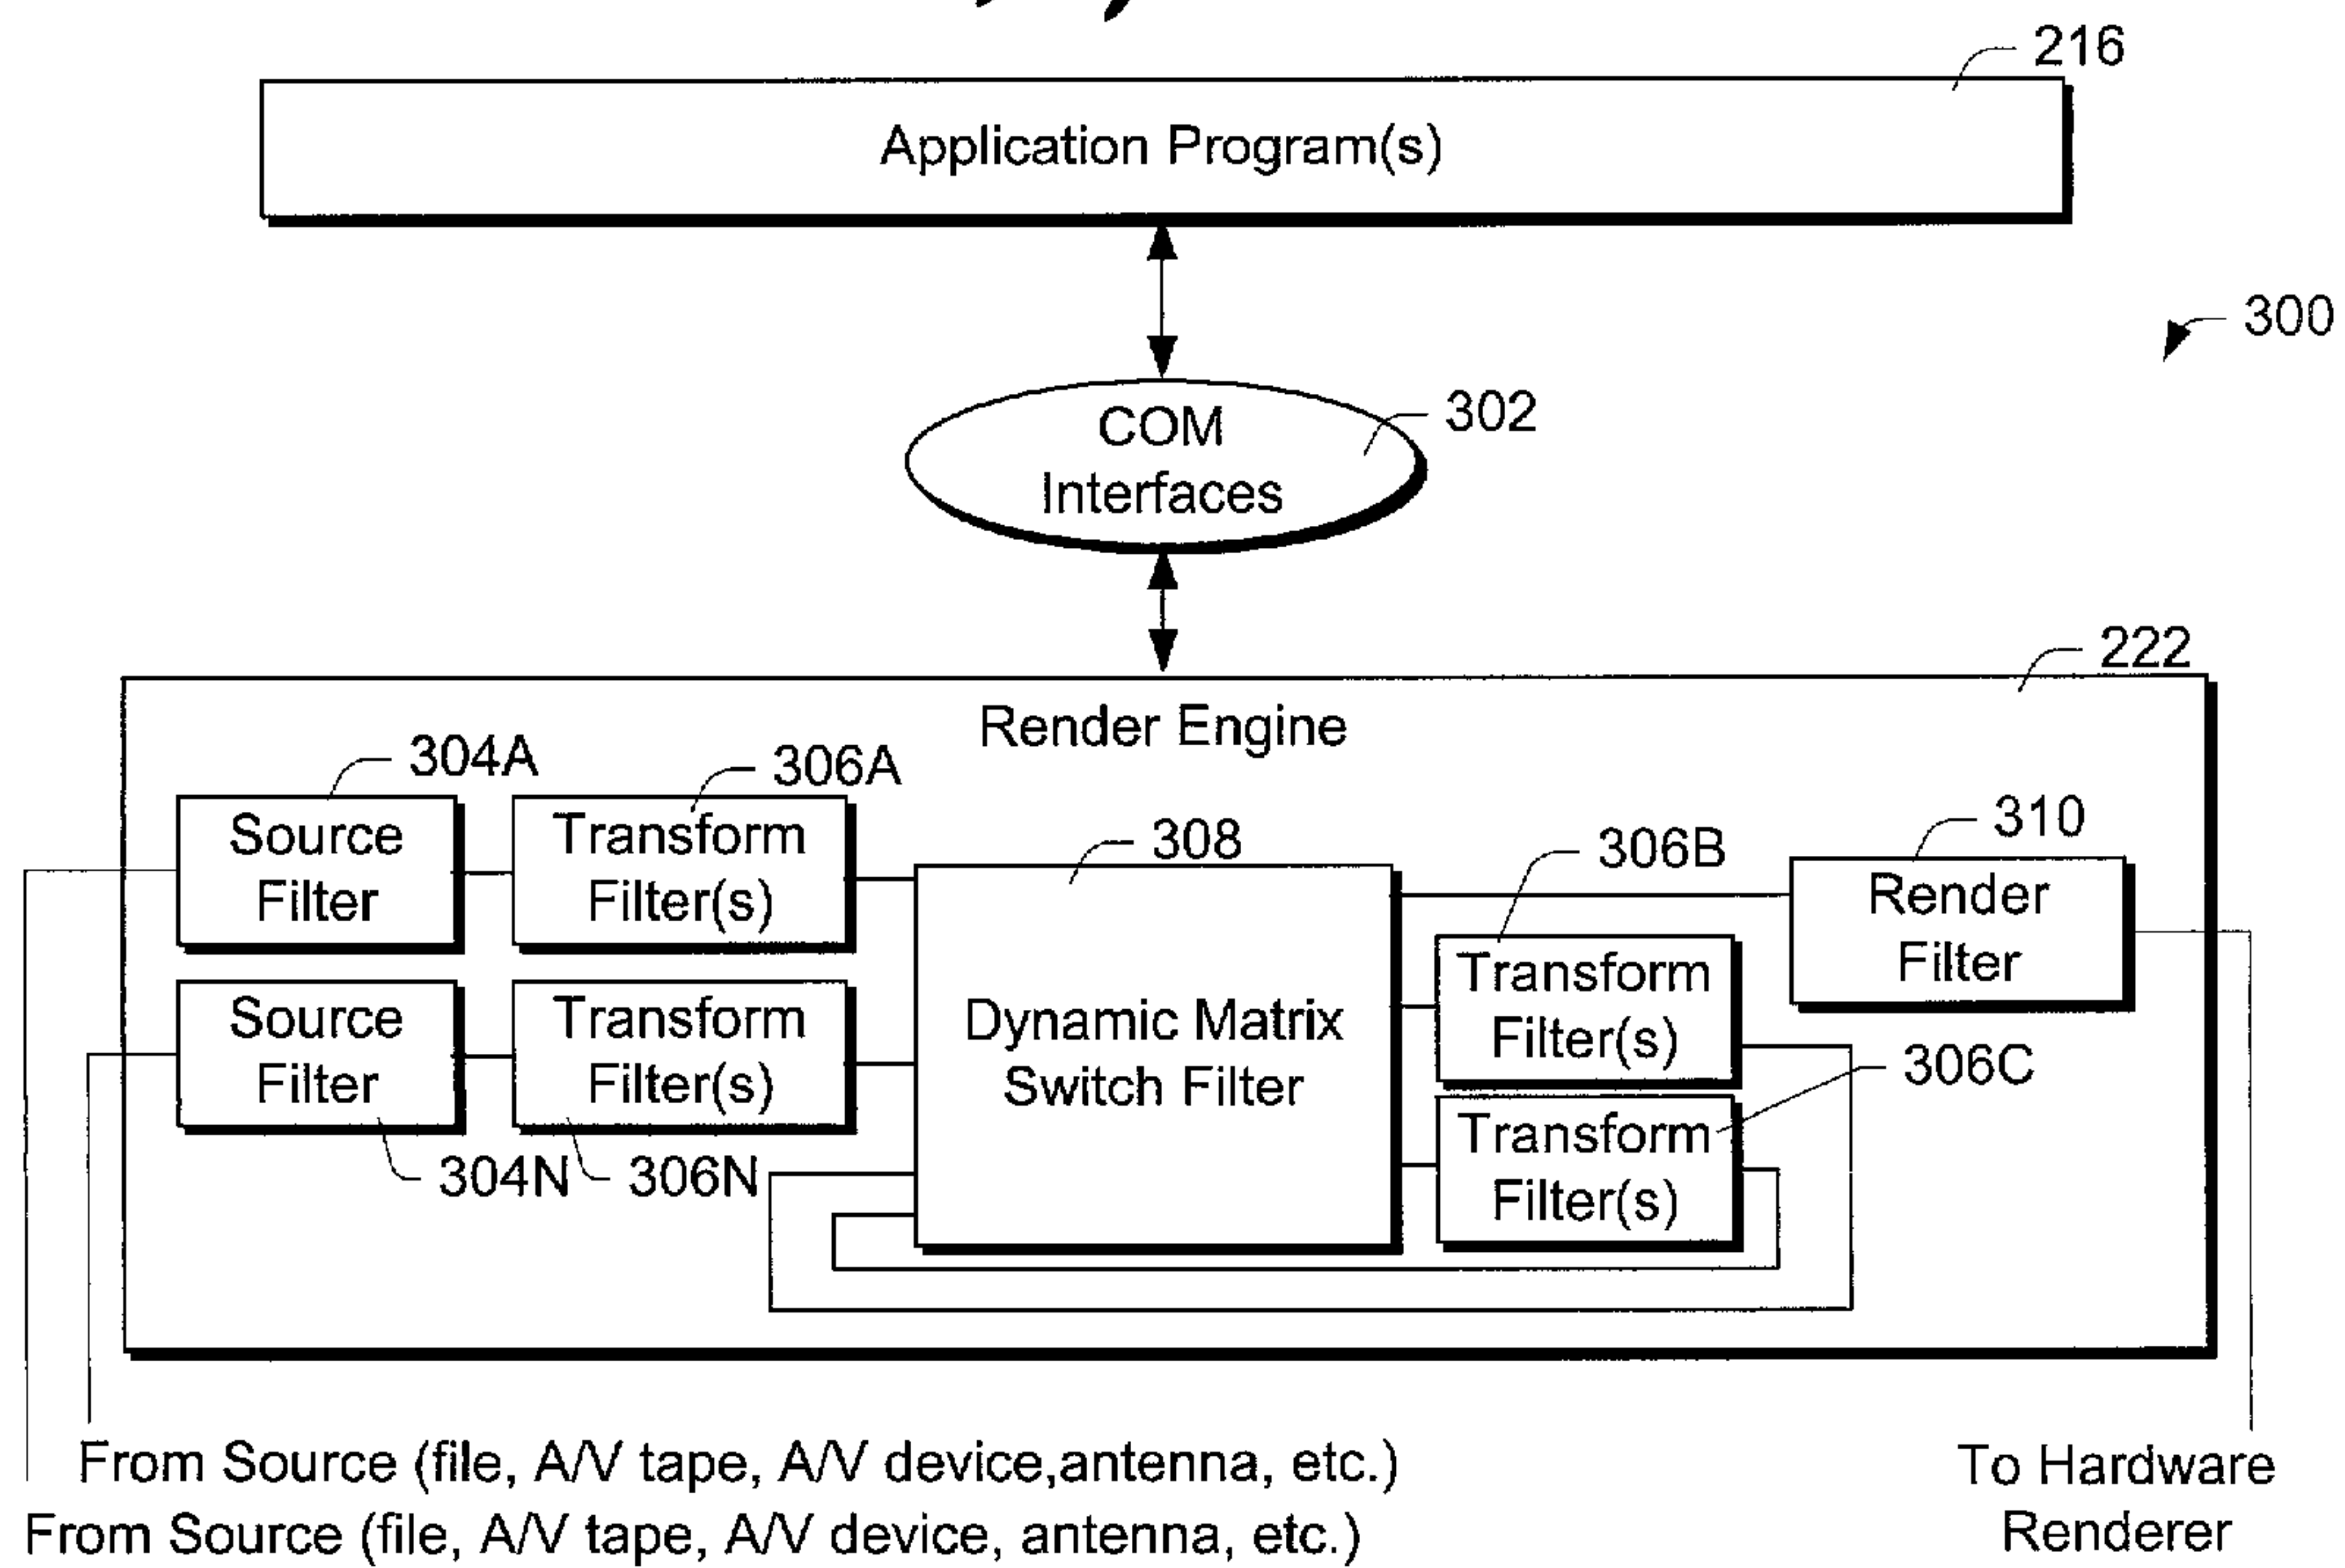 216
Application Program(s)
300
COM
Interfaces
302
222
Render Engine
304A
306A
Source
Filter
Transform
Filter(s)
308
306B
310
Render
Filter
Source
Filter
Transform
Filter(s)
Dynamic Matrix
Switch Filter
Transform
Filter(s)
306C
Transform
Filter(s)
304N
306N
From Source (file, A/V tape, A/V device,antenna, etc.)
From Source (file, A/V tape, A/V device, antenna, etc.)
To Hardware
Renderer